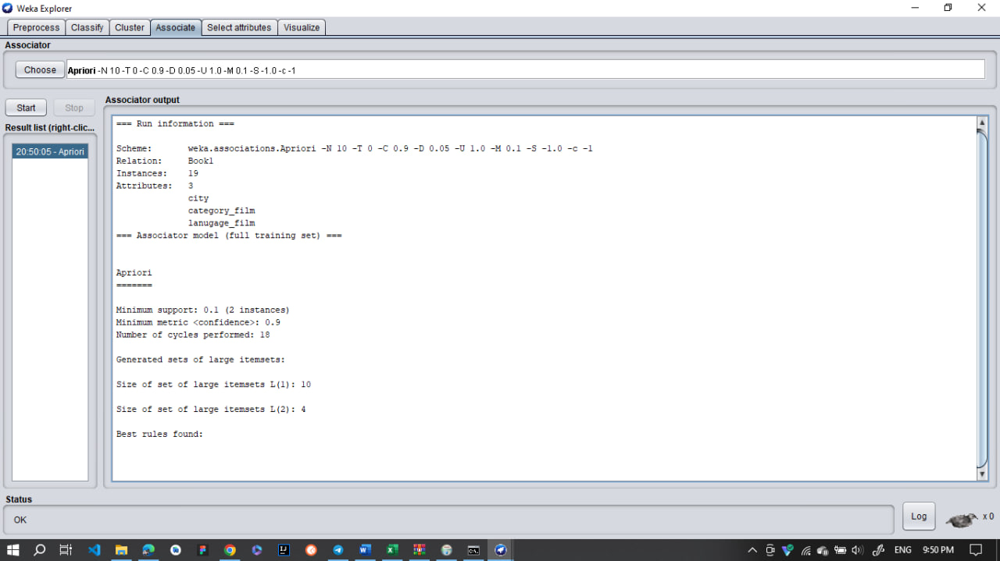 Weka Explorer
Preprocess Classify Cluster Associate Select attributes Visualize
Associator
Choose Apriori -N 10 -T 0 -C 0.9 -D 0.05 -U 1.0 -M 0.1 -S -1.0 -c -1
Start Stop
Result list (right-clic...
20:50:05 - Apriori
Associator output
=== Run information ===
Scheme: weka.associations.Apriori -N 10 -T 0 -C 0.9 -D 0.05 -U 1.0 -M 0.1 -S -1.0 -c -1
Relation: Book1
Instances: 19
Attributes: 3
city
category_film
lanugage_film
=== Associator model (full training set) ===
Apriori
=======
Minimum support: 0.1 (2 instances)
Minimum metric <confidence>: 0.9
Number of cycles performed: 18
Generated sets of large itemsets:
Size of set of large itemsets L(1): 10
Size of set of large itemsets L(2): 4
Best rules found:
Status
OK
Log
x 0
ENG 9:50 PM